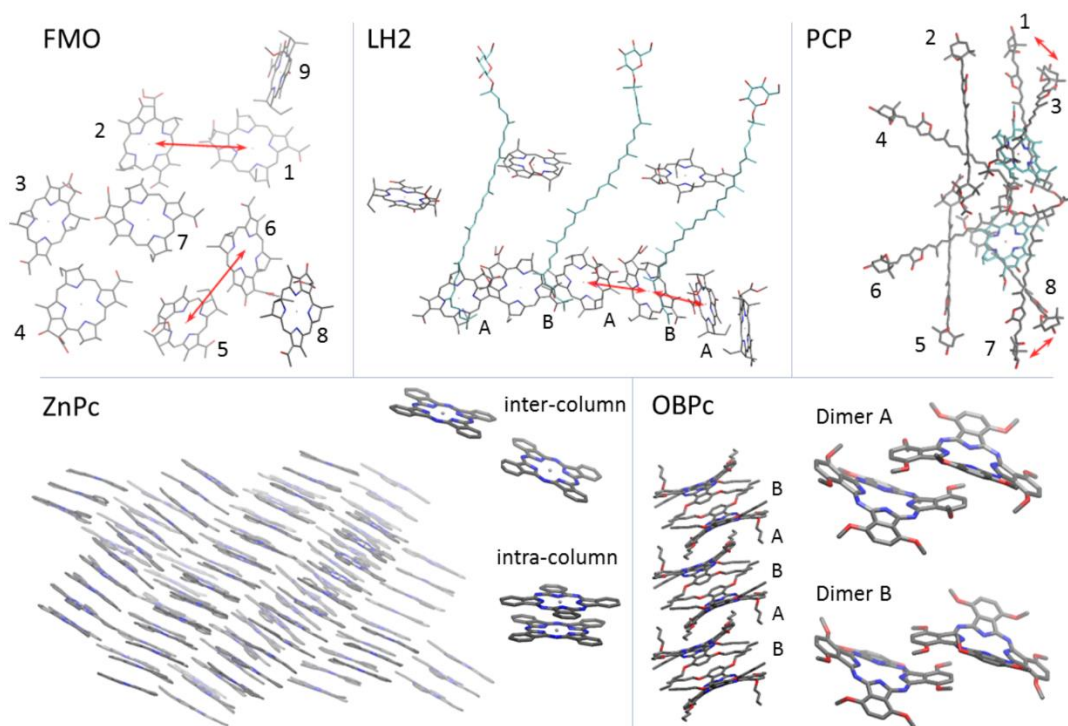 FMO
9
2
1
3
7
6
4
5
8
LH2
A
B
A
B
A
PCP
1
2
3
4
6
5
7
8
ZnPc
inter-column
intra-column
OBPc
B
A
B
A
B
Dimer A
Dimer B